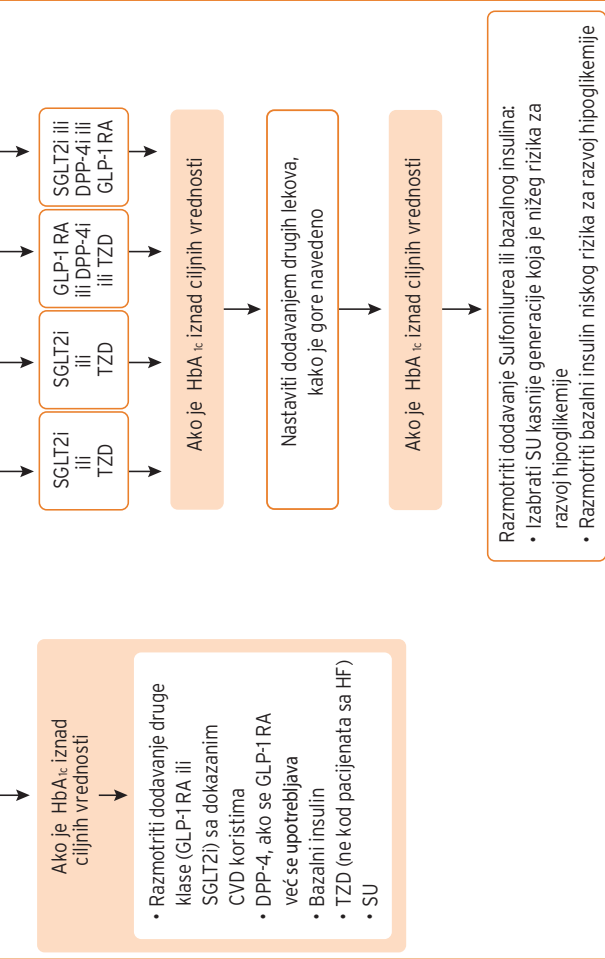 Ako je HbA1c iznad
ciljnih vrednosti
• Razmotriti dodavanje druge
klase (GLP-1 RA ili
SGLT2i) sa dokazanim
CVD koristima
• DPP-4, ako se GLP-1 RA
već se upotrebljava
• Bazalni insulin
• TZD (ne kod pacijenata sa HF)
• SU
SGLT2i
ili
TZD
SGLT2i
ili
TZD
GLP-1 RA
ili DPP-4i
ili TZD
SGLT2i ili
DPP-4i ili
GLP-1 RA
Ako je HbA 1c iznad ciljnih vrednosti
Nastaviti dodavanjem drugih lekova,
kako je gore navedeno
Ako je HbA 1c iznad ciljnih vrednosti
Razmotriti dodavanje Sulfonilurea ili bazalnog insulina:
• Izabrati SU kasnije generacije koja je nižeg rizika za
razvoj hipoglikemije
• Razmotriti bazalni insulin niskog rizika za razvoj hipoglikemije